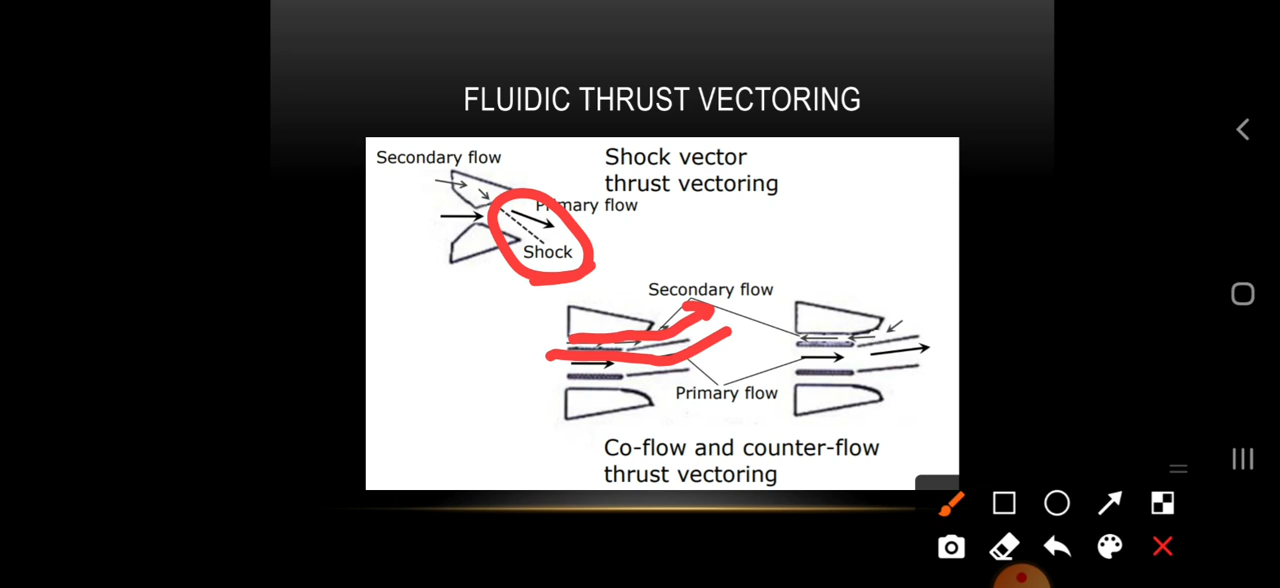 FLUIDIC THRUST VECTORING
Secondary flow
Shock vector
thrust vectoring
Primary flow
Shock
Secondary flow
Primary flow
Co-flow and counter-flow
thrust vectoring